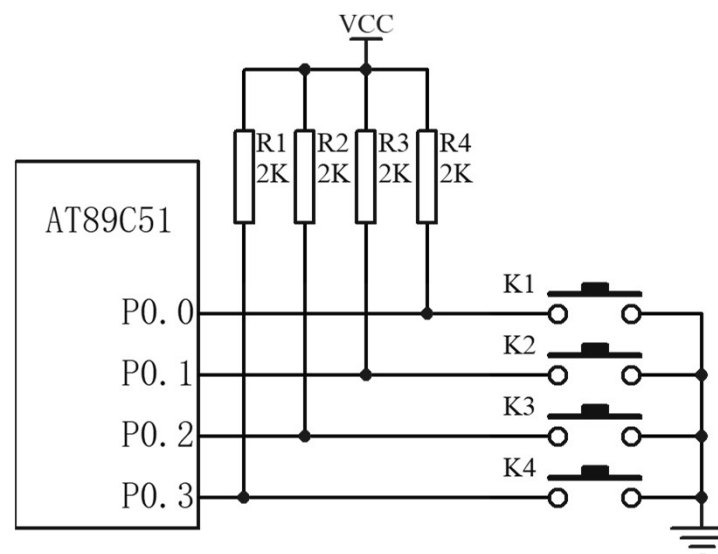 VCC
R1 R2 R3 R4
2K 2K 2K 2K
AT89C51
K1
P0.0
K2
P0.1
K3
P0.2
K4
P0.3